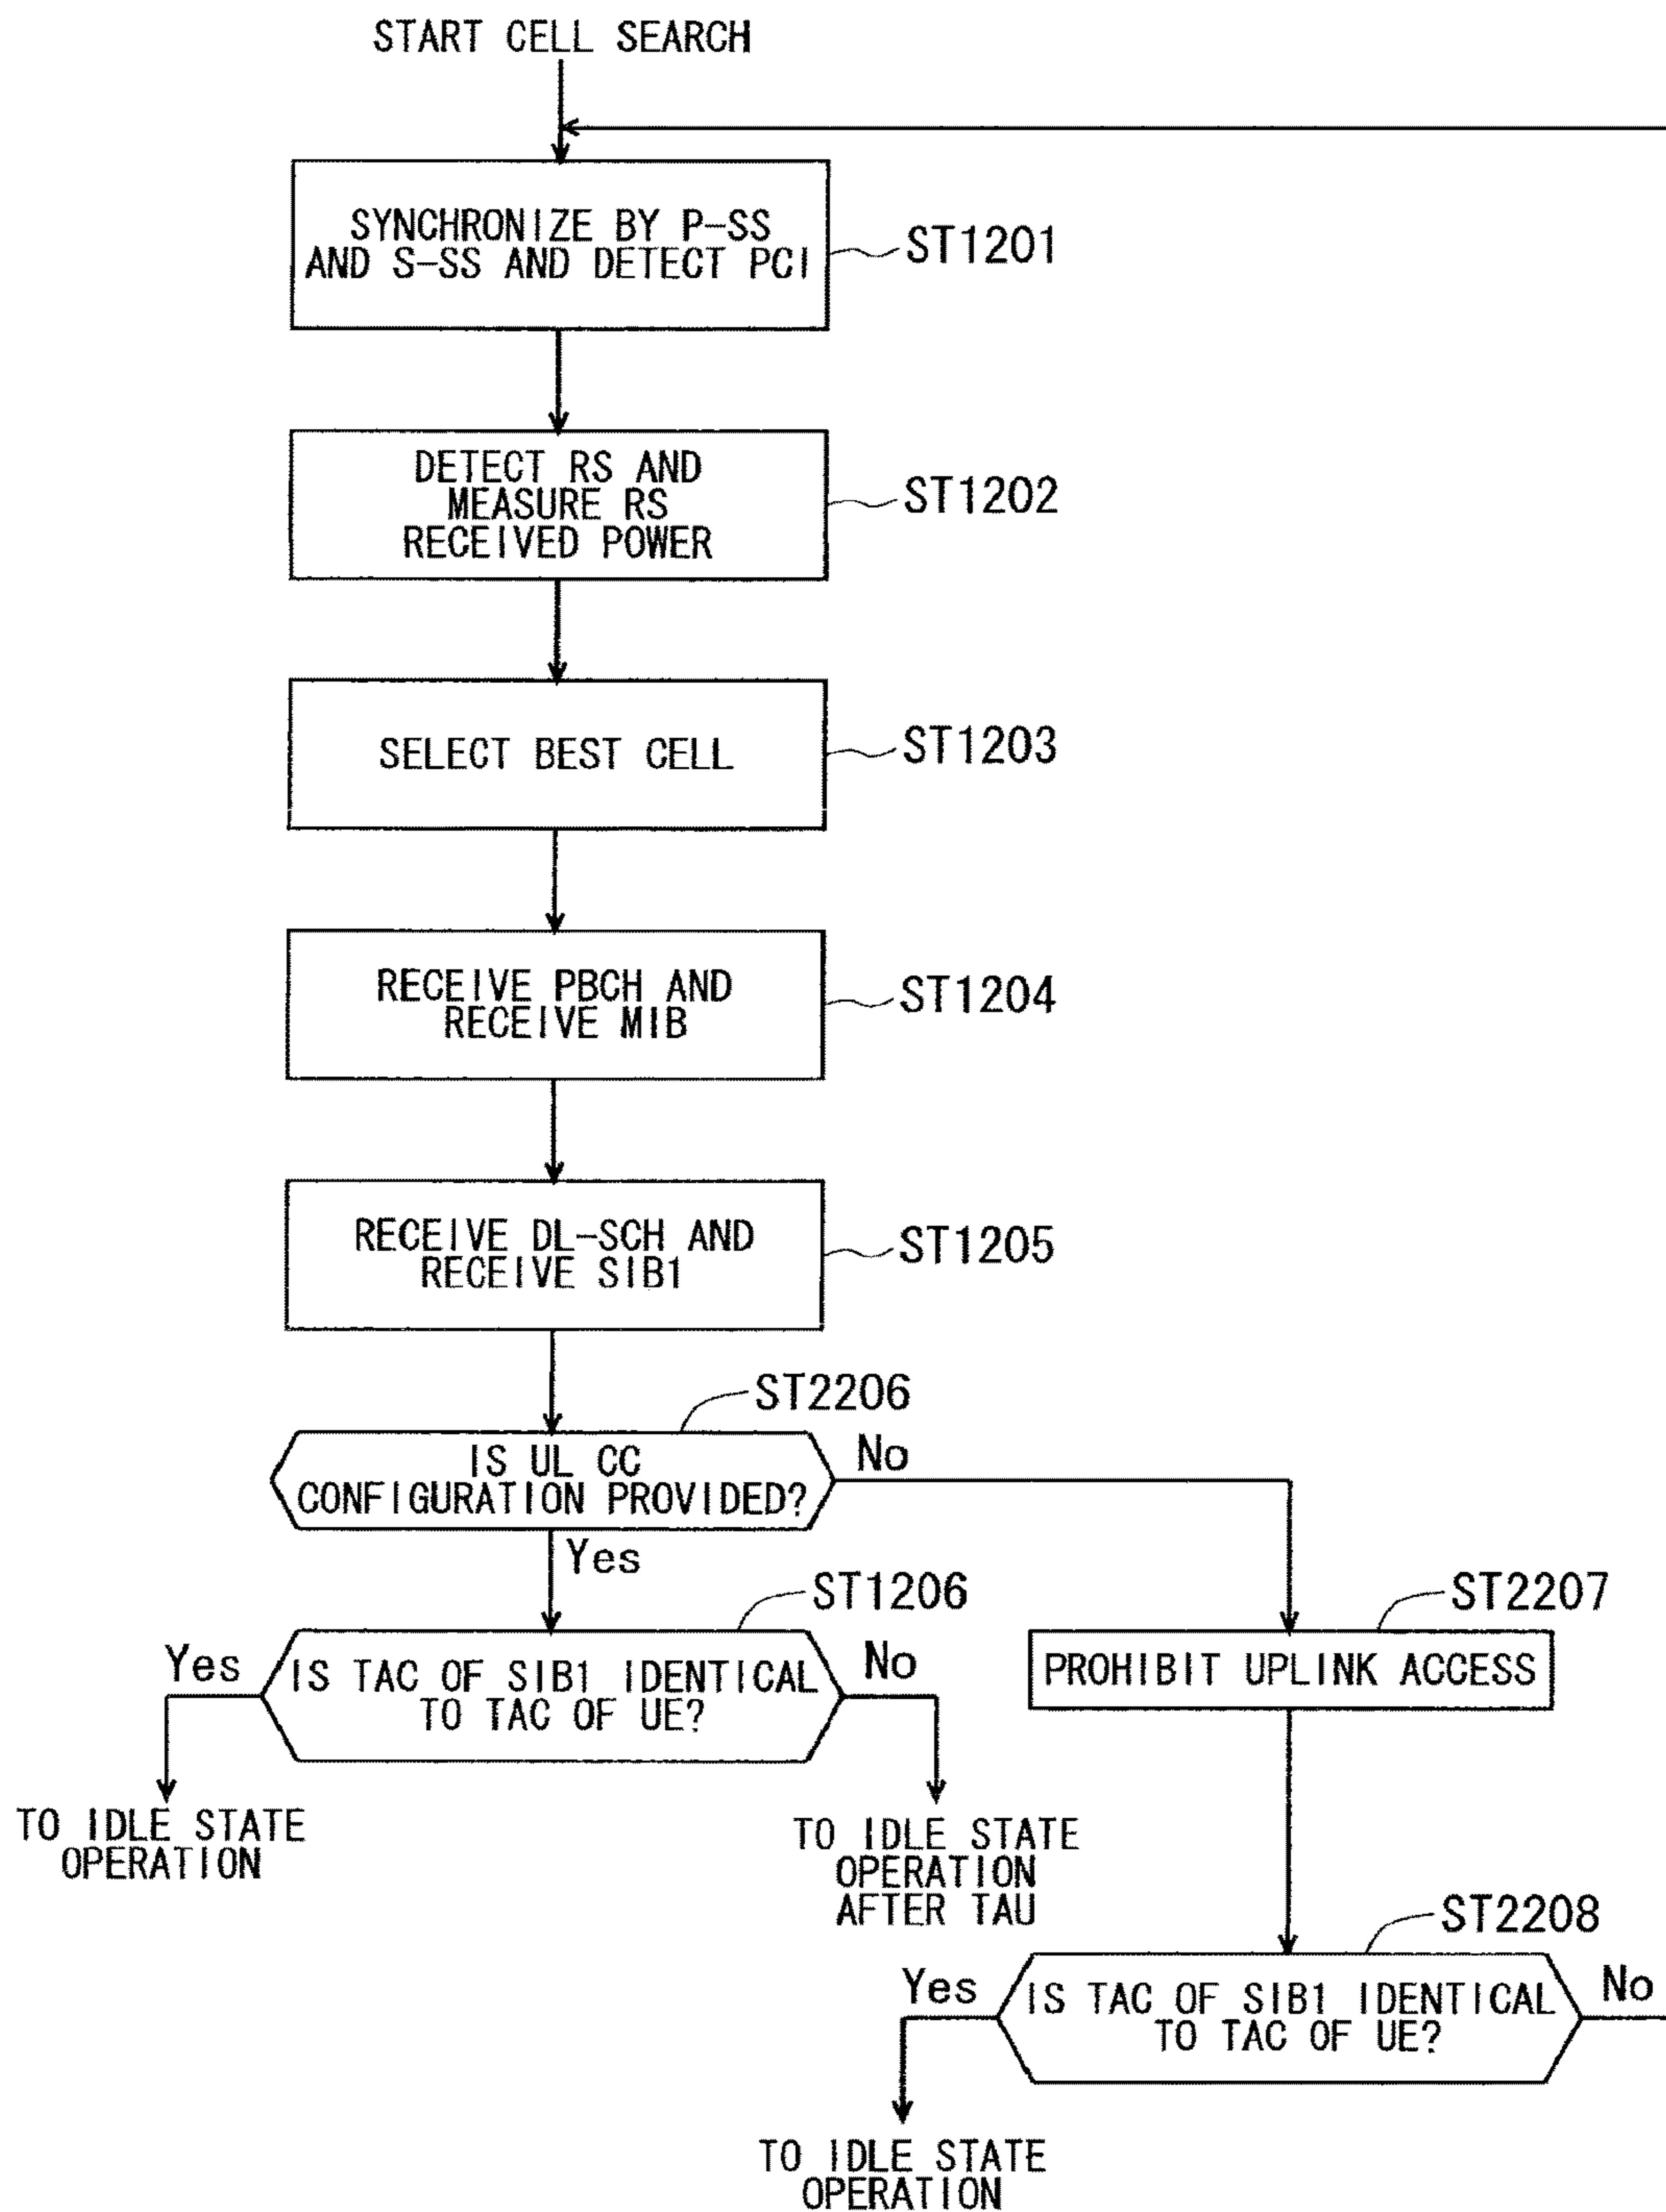 START CELL SEARCH
SYNCHRONIZE BY P-SS
AND S-SS AND DETECT PCI
ST1201
DETECT RS AND
MEASURE RS
RECEIVED POWER
ST1202
SELECT BEST CELL
ST1203
RECEIVE PBCH AND
RECEIVE MIB
ST1204
RECEIVE DL-SCH AND
RECEIVE SIB1
ST1205
ST2206
IS UL CC
CONFIGURATION PROVIDED?
No
Yes
ST1206
IS TAC OF SIB1 IDENTICAL
TO TAC OF UE?
Yes
No
TO IDLE STATE
OPERATION
TO IDLE STATE
OPERATION
AFTER TAU
ST2207
PROHIBIT UPLINK ACCESS
ST2208
IS TAC OF SIB1 IDENTICAL
TO TAC OF UE?
Yes
No
TO IDLE STATE
OPERATION